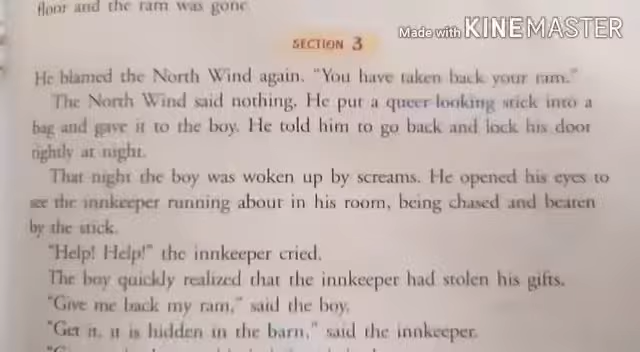 floor and the ram was gone.
Made with KINEMASTER
SECTION 3
He blamed the North Wind again. "You have taken back your ram."
The North Wind said nothing. He put a queer looking stick into a
bag and gave it to the boy. He told him to go back and lock his door
tightly at night.
That night the boy was woken up by screams. He opened his eyes to
see the innkeeper running about in his room, being chased and beaten
by the stick.
"Help! Help!" the innkeeper cried.
The boy quickly realized that the innkeeper had stolen his gifts.
"Give me back my ram," said the boy.
"Get it, it is hidden in the barn," said the innkeeper.